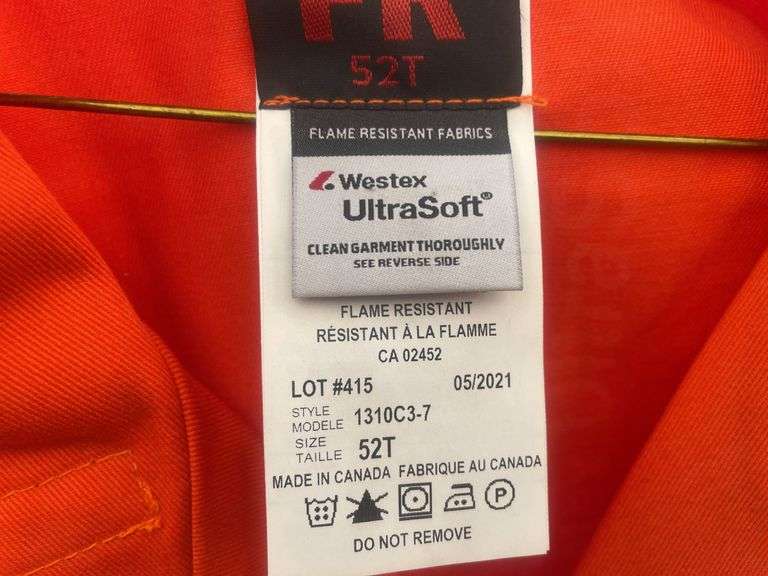 FR
52T
FLAME RESISTANT FABRICS
Westex
UltraSoft®
CLEAN GARMENT THOROUGHLY
SEE REVERSE SIDE
FLAME RESISTANT
RÉSISTANT À LA FLAMME
CA 02452
LOT #415 05/2021
STYLE
MODELE 1310C3-7
SIZE
TAILLE 52T
MADE IN CANADA FABRIQUE AU CANADA
P
DO NOT REMOVE